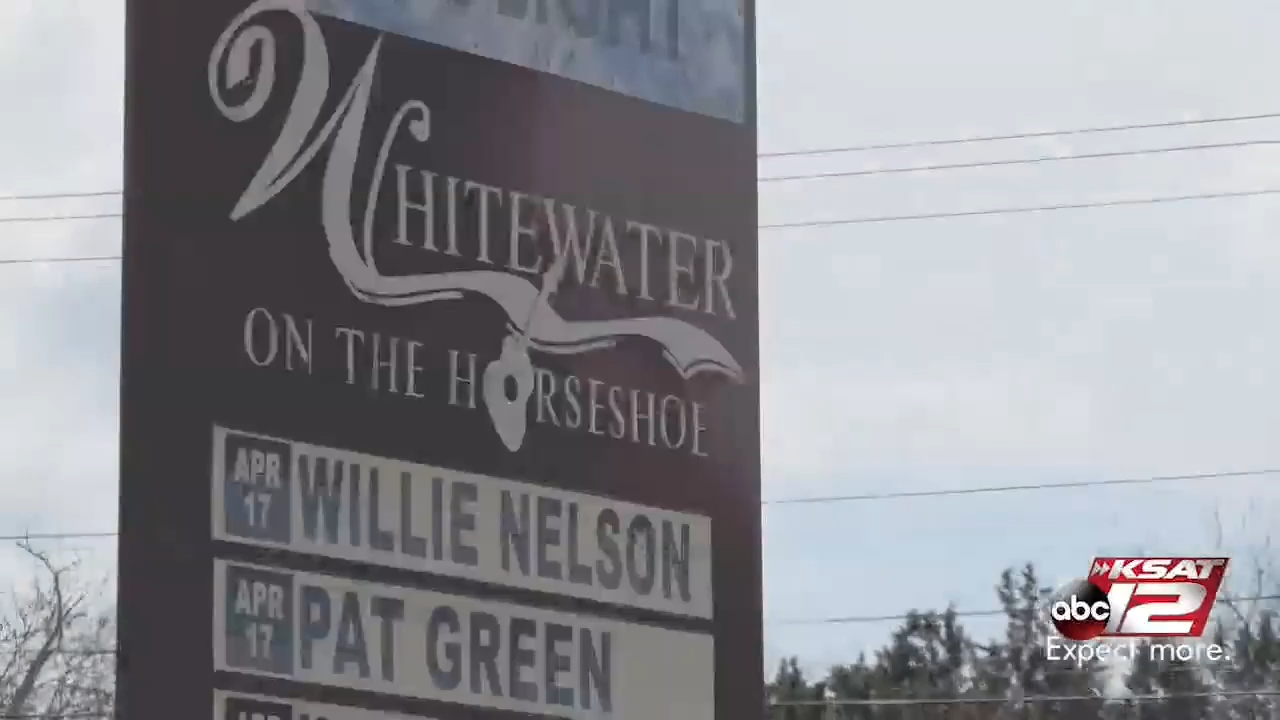 WHITEWATER
ON THE HORSESHOE
APR 17 WILLIE NELSON
APR 17 PAT GREEN
KSAT
abc 12
Expect more.